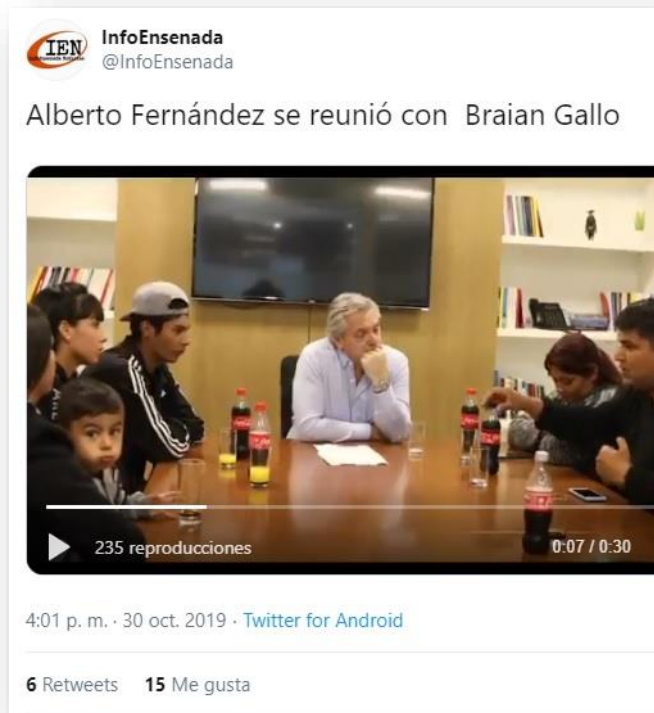 IEN
InfoEnsenada
@InfoEnsenada
Alberto Fernández se reunió con Braian Gallo
235 reproducciones
0:07 / 0:30
4:01 p. m. · 30 oct. 2019 · Twitter for Android
6 Retweets 15 Me gusta